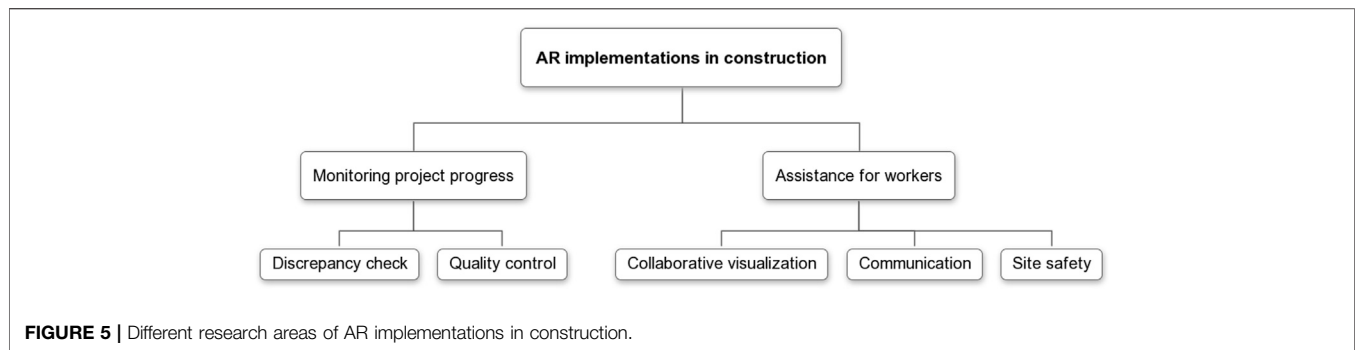 AR implementations in construction
Monitoring project progress
Assistance for workers
Discrepancy check
Quality control
Collaborative visualization
Communication
Site safety
FIGURE 5 | Different research areas of AR implementations in construction.